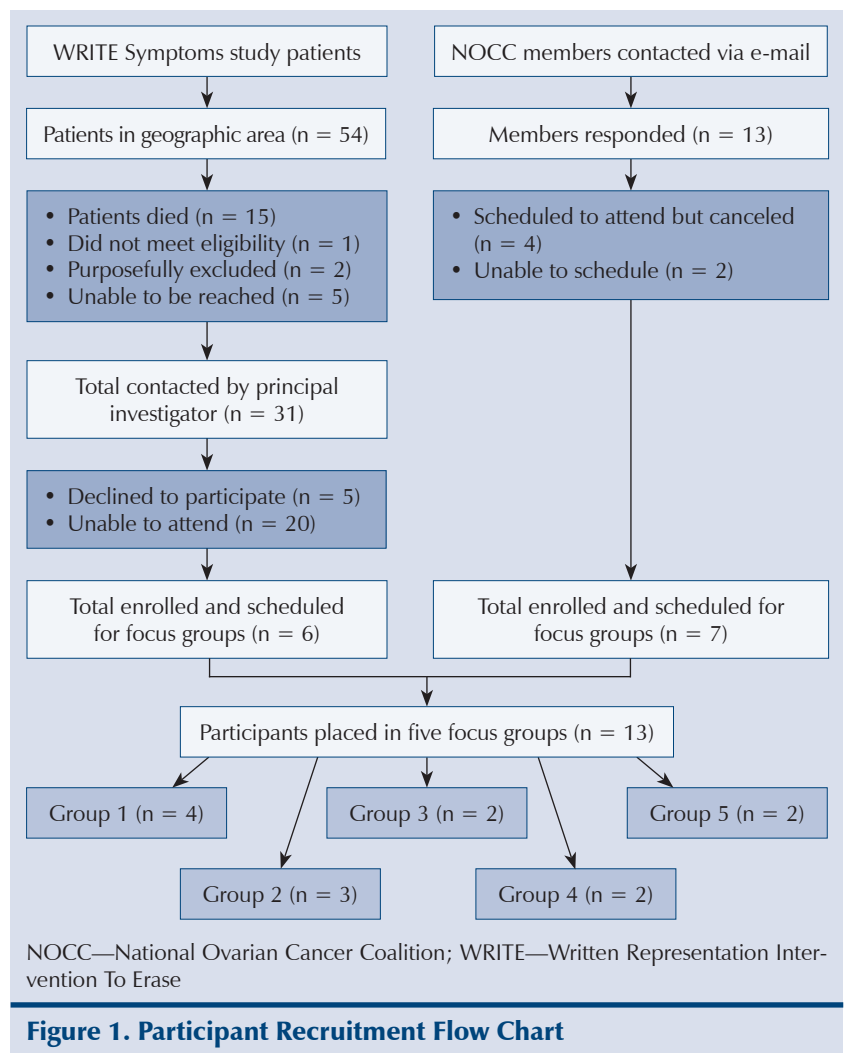 WRITE Symptoms study patients
Patients in geographic area (n = 54)
• Patients died (n = 15)
• Did not meet eligibility (n = 1)
• Purposefully excluded (n = 2)
• Unable to be reached (n = 5)
Total contacted by principal
investigator (n = 31)
• Declined to participate (n = 5)
• Unable to attend (n = 20)
Total enrolled and scheduled
for focus groups (n = 6)
NOCC members contacted via e-mail
Members responded (n = 13)
• Scheduled to attend but canceled
(n = 4)
• Unable to schedule (n = 2)
Total enrolled and scheduled for
focus groups (n = 7)
Participants placed in five focus groups (n = 13)
Group 1 (n = 4)
Group 2 (n = 3)
Group 3 (n = 2)
Group 4 (n = 2)
Group 5 (n = 2)
NOCC—National Ovarian Cancer Coalition; WRITE—Written Representation Inter-
vention To Erase
Figure 1. Participant Recruitment Flow Chart